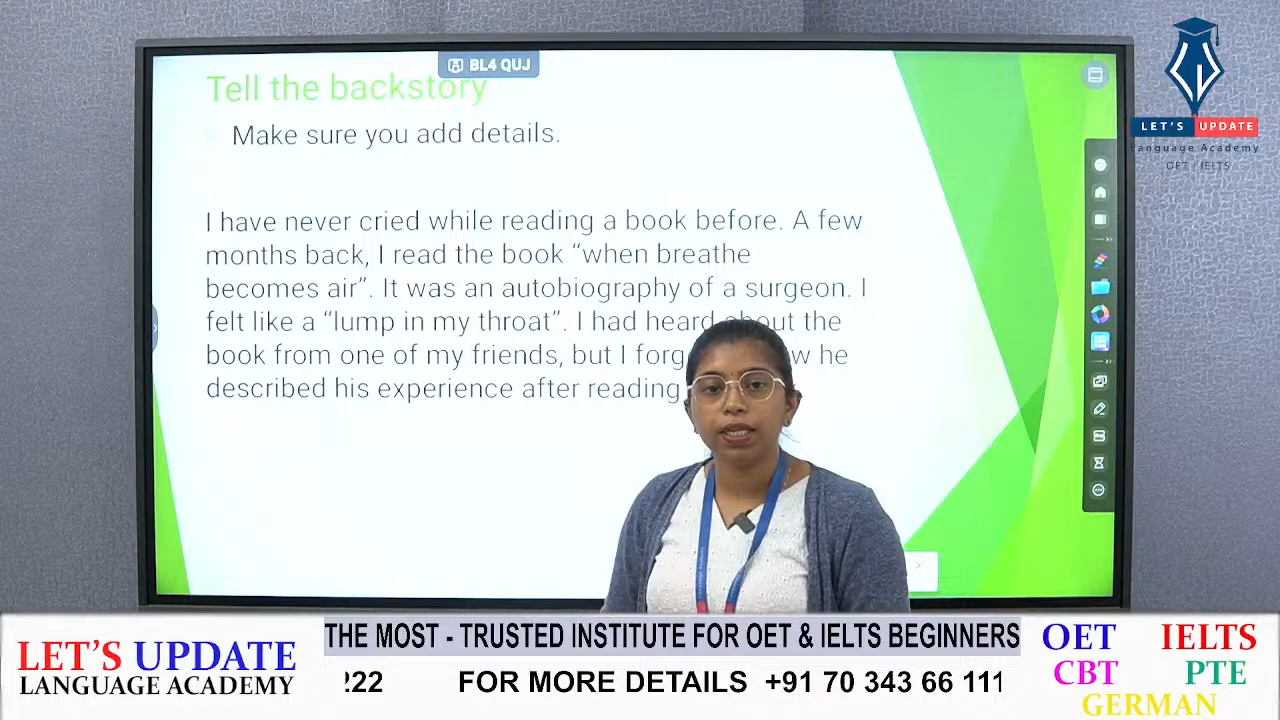 BL4 QUJ
Tell the backstory
Make sure you add details.
I have never cried while reading a book before. A few
months back, I read the book “when breathe
becomes air”. It was an autobiography of a surgeon. I
felt like a “lump in my throat”. I had heard about the
book from one of my friends, but I he
described his experience after reading
LET'S UPDATE
Language Academy
OET | IELTS
LET'S UPDATE
LANGUAGE ACADEMY
THE MOST - TRUSTED INSTITUTE FOR OET & IELTS BEGINNERS
222 FOR MORE DETAILS +91 70 343 66 111
OET IELTS
CBT PTE
GERMAN